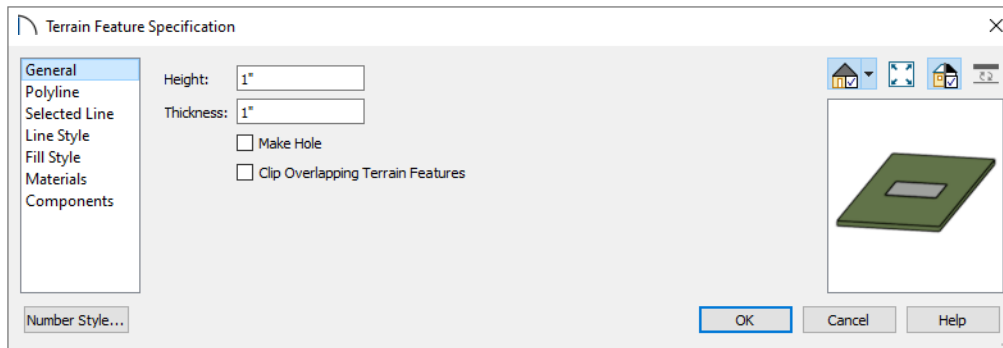 Terrain Feature Specification
General
Polyline
Selected Line
Line Style
Fill Style
Materials
Components
Height: 1"
Thickness: 1"
Make Hole
Clip Overlapping Terrain Features
Number Style...
OK Cancel Help